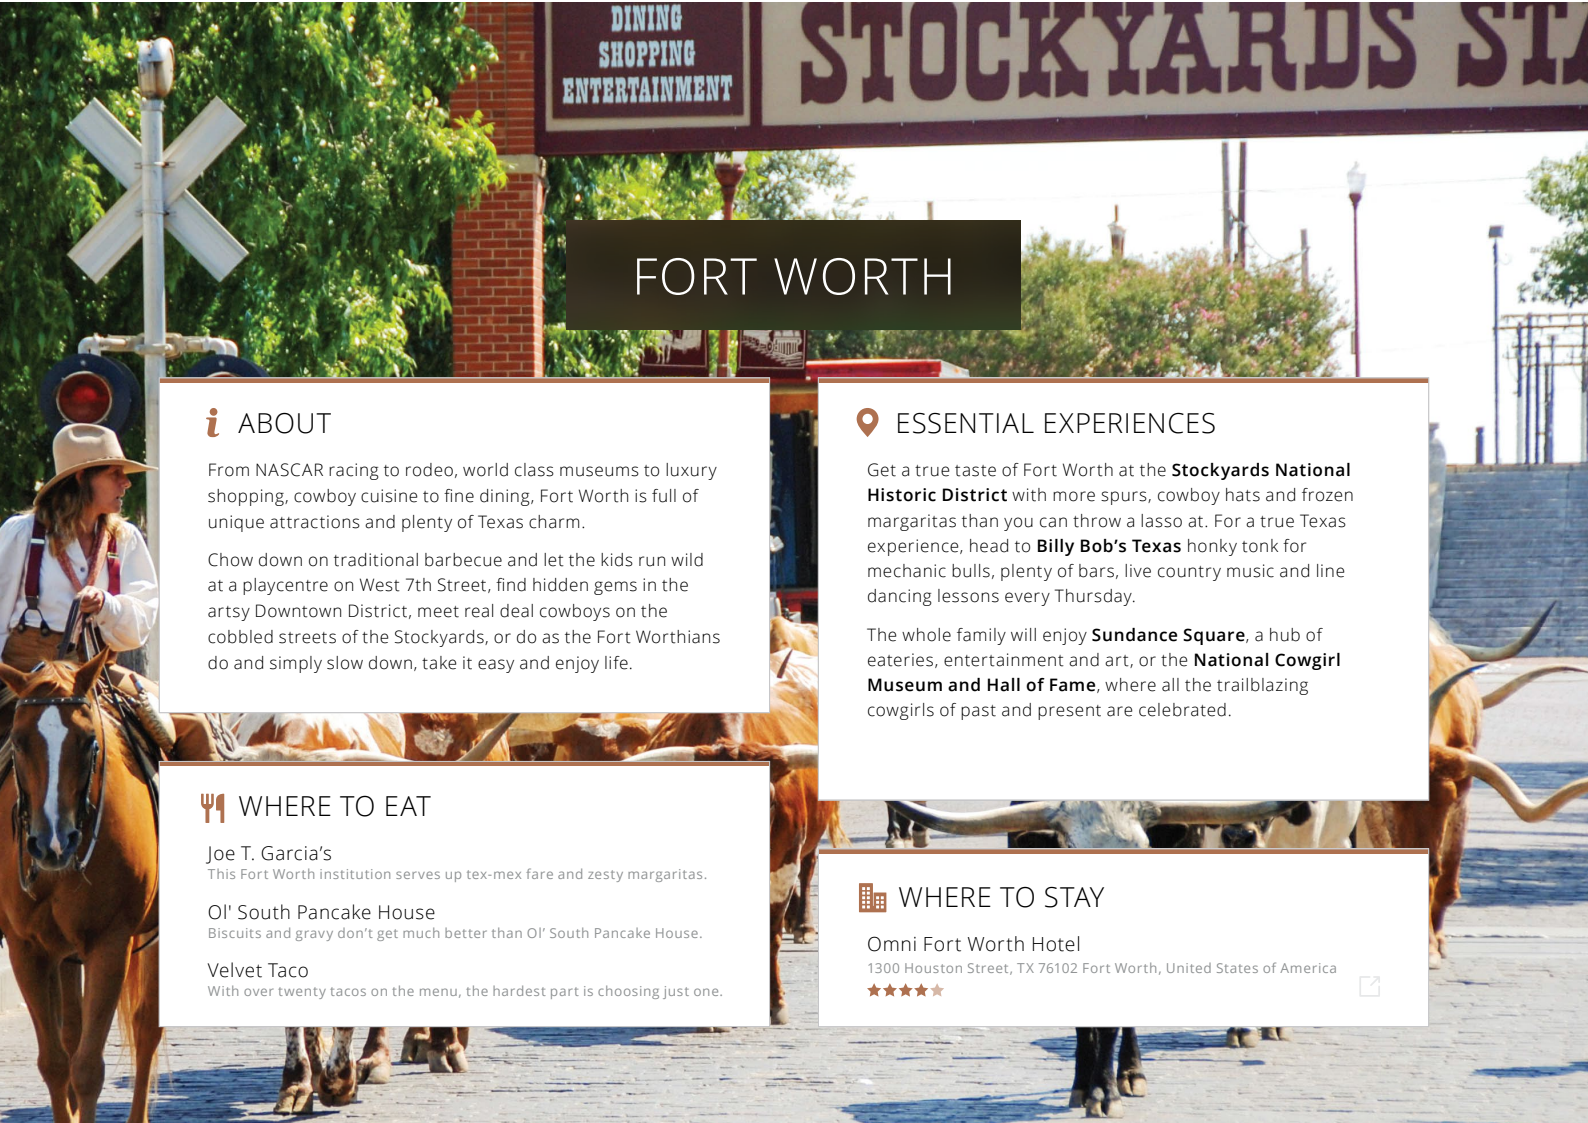 DINING
SHOPPING
ENTERTAINMENT
STOCKYARDS
FORT WORTH
ABOUT
From NASCAR racing to rodeo, world class museums to luxury
shopping, cowboy cuisine to fine dining, Fort Worth is full of
unique attractions and plenty of Texas charm.
Chow down on traditional barbecue and let the kids run wild
at a playcentre on West 7th Street, find hidden gems in the
artsy Downtown District, meet real deal cowboys on the
cobbled streets of the Stockyards, or do as the Fort Worthians
do and simply slow down, take it easy and enjoy life.
WHERE TO EAT
Joe T. Garcia’s
This Fort Worth institution serves up tex-mex fare and zesty margaritas.
Ol' South Pancake House
Biscuits and gravy don’t get much better than Ol’ South Pancake House.
Velvet Taco
With over twenty tacos on the menu, the hardest part is choosing just one.
ESSENTIAL EXPERIENCES
Get a true taste of Fort Worth at the Stockyards National
Historic District with more spurs, cowboy hats and frozen
margaritas than you can throw a lasso at. For a true Texas
experience, head to Billy Bob’s Texas honky tonk for
mechanic bulls, plenty of bars, live country music and line
dancing lessons every Thursday.
The whole family will enjoy Sundance Square, a hub of
eateries, entertainment and art, or the National Cowgirl
Museum and Hall of Fame, where all the trailblazing
cowgirls of past and present are celebrated.
WHERE TO STAY
Omni Fort Worth Hotel
1300 Houston Street, TX 76102 Fort Worth, United States of America